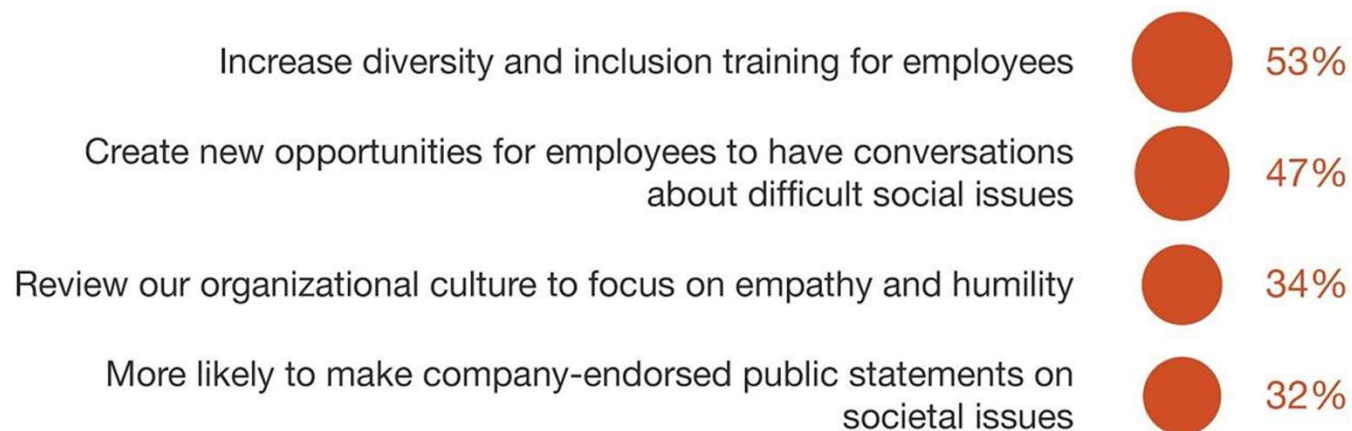 Increase diversity and inclusion training for employees 53%
Create new opportunities for employees to have conversations
about difficult social issues 47%
Review our organizational culture to focus on empathy and humility 34%
More likely to make company-endorsed public statements on
societal issues 32%